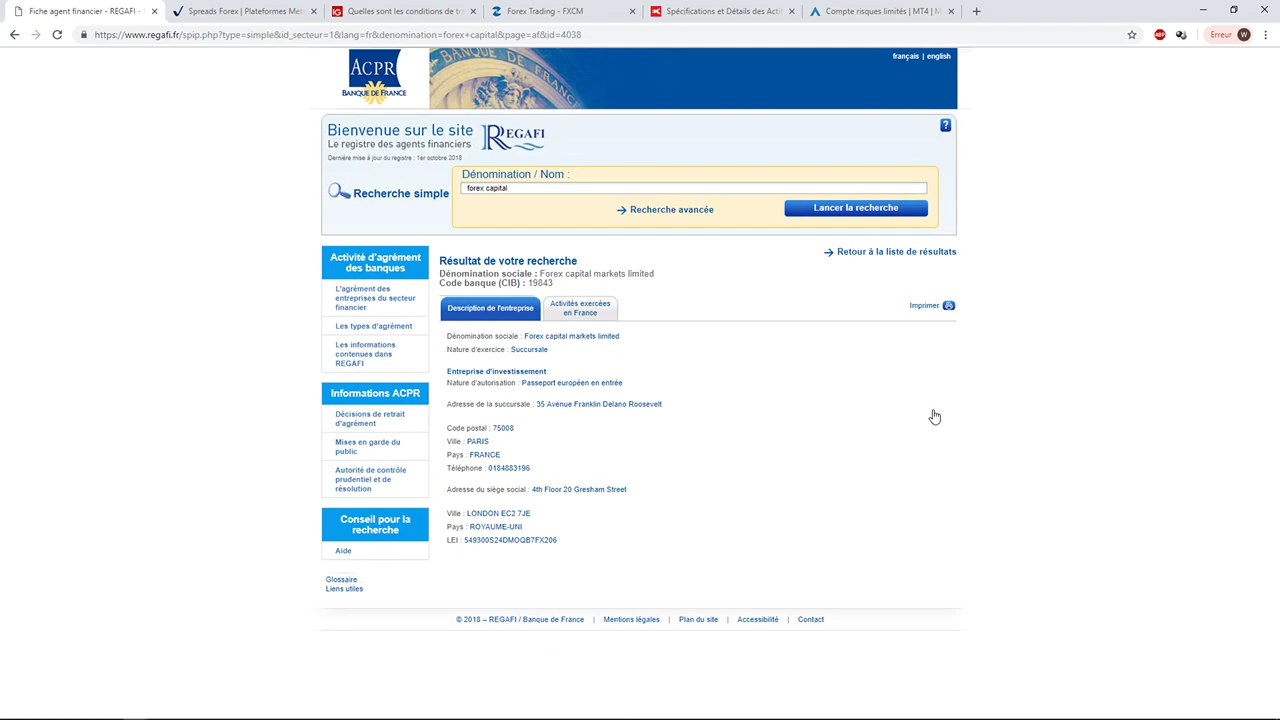 Fiche agent financier - REGAFI -
Spreads Forex | Plateformes Meta
Quelles sont les conditions de tra
Forex Trading - FXCM
Spécifications et Détails des Act
Compte risques limités | MT4 | M
https://www.regafi.fr/spip.php?type=simple&id_secteur=1&lang=fr&denomination=forex+capital&page=af&id=4038
Erreur W
français | english
ACPR
BANQUE DE FRANCE
BANQUE DE FRANCE
Bienvenue sur le site
REGAFI
Le registre des agents financiers
Dernière mise à jour du registre : 1er octobre 2018
?
Dénomination / Nom :
forex capital
Recherche simple
Recherche avancée
Lancer la recherche
Activité d'agrément
des banques
L'agrément des
entreprises du secteur
financier
Les types d'agrément
Les informations
contenues dans
REGAFI
Informations ACPR
Décisions de retrait
d'agrément
Mises en garde du
public
Autorité de contrôle
prudentiel et de
résolution
Conseil pour la
recherche
Aide
Glossaire
Liens utiles
Retour à la liste de résultats
Résultat de votre recherche
Dénomination sociale : Forex capital markets limited
Code banque (CIB) : 19843
Description de l'entreprise
Activités exercées
en France
Imprimer
Dénomination sociale : Forex capital markets limited
Nature d'exercice : Succursale
Entreprise d'investissement
Nature d'autorisation : Passeport européen en entrée
Adresse de la succursale : 35 Avenue Franklin Delano Roosevelt
Code postal : 75008
Ville : PARIS
Pays : FRANCE
Téléphone : 0184883196
Adresse du siège social : 4th Floor 20 Gresham Street
Ville : LONDON EC2 7JE
Pays : ROYAUME-UNI
LEI : 549300S24DMOQB7FX206
© 2018 – REGAFI / Banque de France | Mentions légales | Plan du site | Accessibilité | Contact